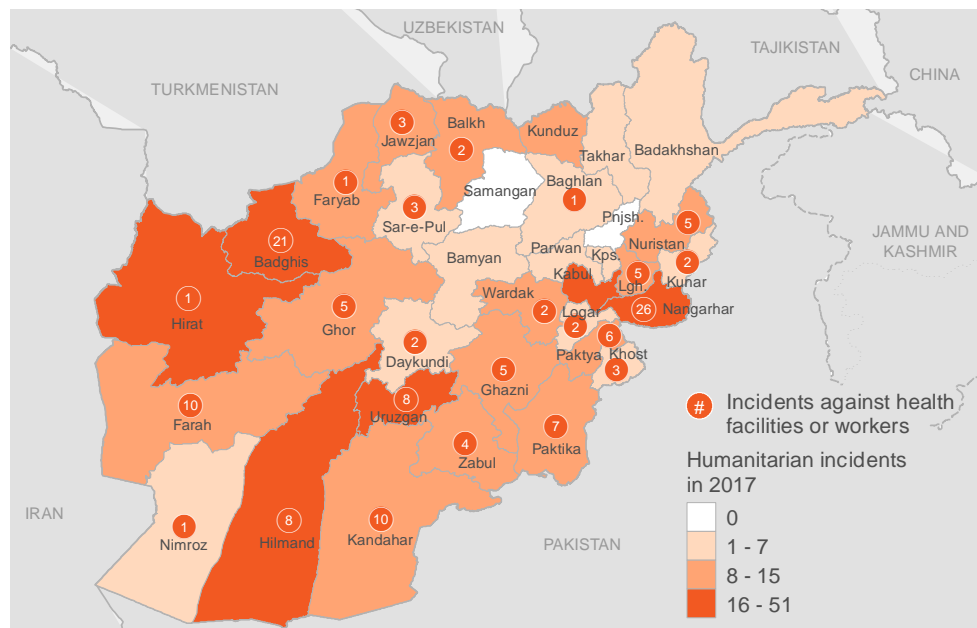 UZBEKISTAN
TAJIKISTAN
CHINA
TURKMENISTAN
3
Jawzjan
Balkh
2
Kunduz
Takhar
Badakhshan
1
Faryab
Samangan
Baghlan
1
3
Sar-e-Pul
Pnjsh.
5
Nuristan
JAMMU AND
KASHMIR
21
Badghis
Bamyan
Parwan
Kps.
2
Kunar
Kabul
5
Lgh.
1
Hirat
5
Ghor
Wardak
2
Logar
2
26
Nangarhar
2
Daykundi
Paktya
6
Khost
3
5
Ghazni
8
Uruzgan
10
Farah
4
Zabul
7
Paktika
# Incidents against health
facilities or workers
Humanitarian incidents
in 2017
0
1 - 7
8 - 15
16 - 51
IRAN
1
Nimroz
8
Hilmand
10
Kandahar
PAKISTAN